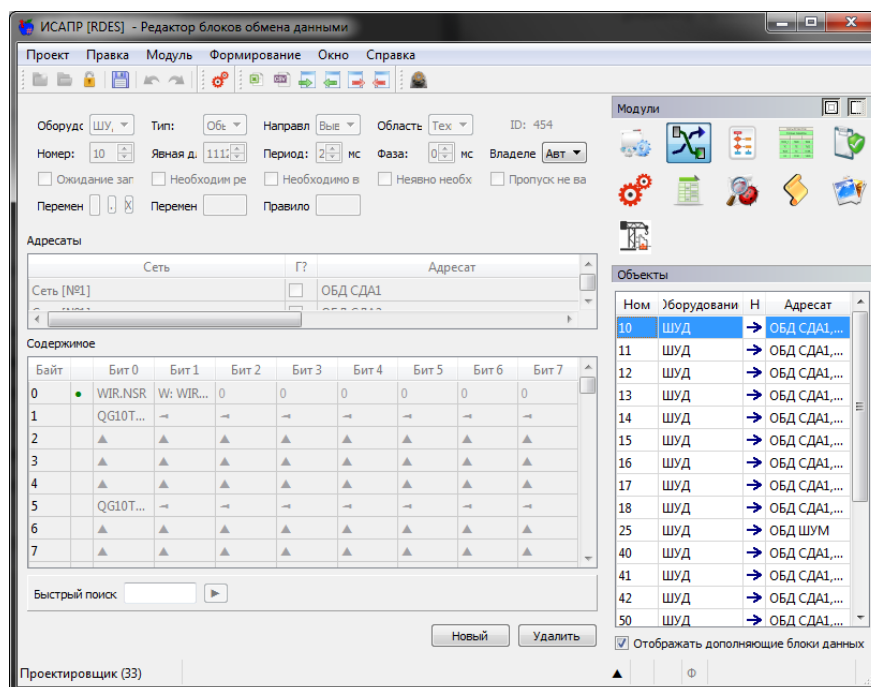 ИСАПР [RDES] - Редактор блоков обмена данными
Проект Правка Модуль Формирование Окно Справка
Оборудс ШУ, Тип: Обь Направл Выє Область Тех ID: 454
Номер: 10 Явная д. 111 Период: 2 мс Фаза: 0 мс Владеле Авт
Ожидание заг Необходим ре Необходимо в Неявно необх Пропуск не ва
Перемен . X Перемен Правило
Адресаты
Сеть Г? Адресат
Сеть [№1] ОБД СДА1
Содержимое
Байт Бит 0 Бит 1 Бит 2 Бит 3 Бит 4 Бит 5 Бит 6 Бит 7
0 WIR.NSR W: WIR... 0 0 0 0 0 0
1 QG10T...
2
3
4
5 QG10T...
6
7
Быстрый поиск
Новый Удалить
Проектировщик (33)
Модули
Объекты
Ном Оборудовани Н Адресат
10 ШУД ОБД СДА1,...
11 ШУД ОБД СДА1,...
12 ШУД ОБД СДА1,...
13 ШУД ОБД СДА1,...
14 ШУД ОБД СДА1,...
15 ШУД ОБД СДА1,...
16 ШУД ОБД СДА1,...
17 ШУД ОБД СДА1,...
18 ШУД ОБД СДА1,...
25 ШУД ОБД ШУМ
40 ШУД ОБД СДА1,...
41 ШУД ОБД СДА1,...
42 ШУД ОБД СДА1,...
50 ШУД ОБД СДА1,...
Отображать дополняющие блоки данных
Ф